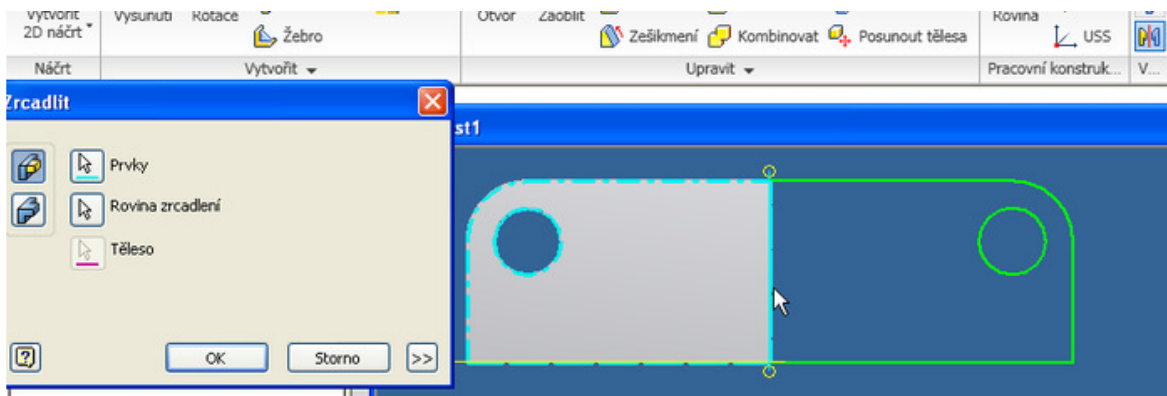 Vytvořit
2D náčrt
Vysunutí
Rotace
Žebro
Otvor
Zaoblit
Zešikmení
Kombinovat
Posunout tělesa
Rovina
USS
Náčrt
Vytvořit
Upravit
Pracovní konstruk...
V...
Zrcadlit
st1
Prvky
Rovina zrcadlení
Těleso
?
OK
Storno
>>